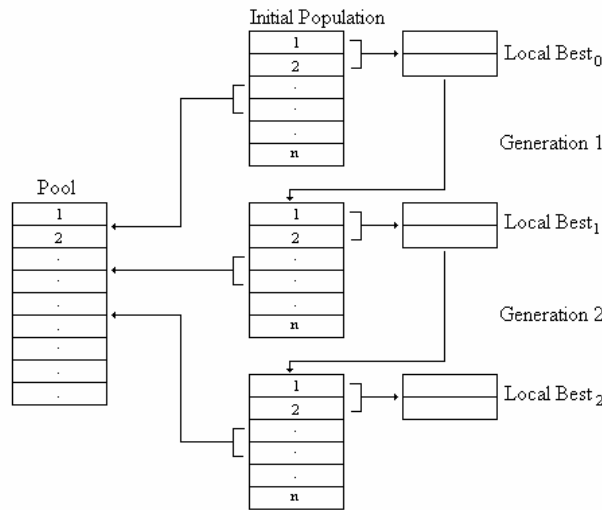 Initial Population
1
2
.
.
.
n
Local Best0
Generation 1
Pool
1
2
.
.
.
.
.
.
.
1
2
.
.
.
n
Local Best1
Generation 2
1
2
.
.
.
n
Local Best2